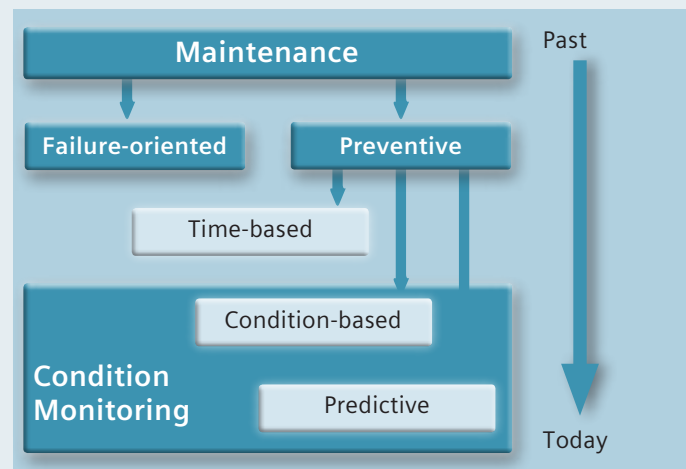 Maintenance
Past
Failure-oriented
Preventive
Time-based
Condition-based
Condition
Monitoring
Predictive
Today